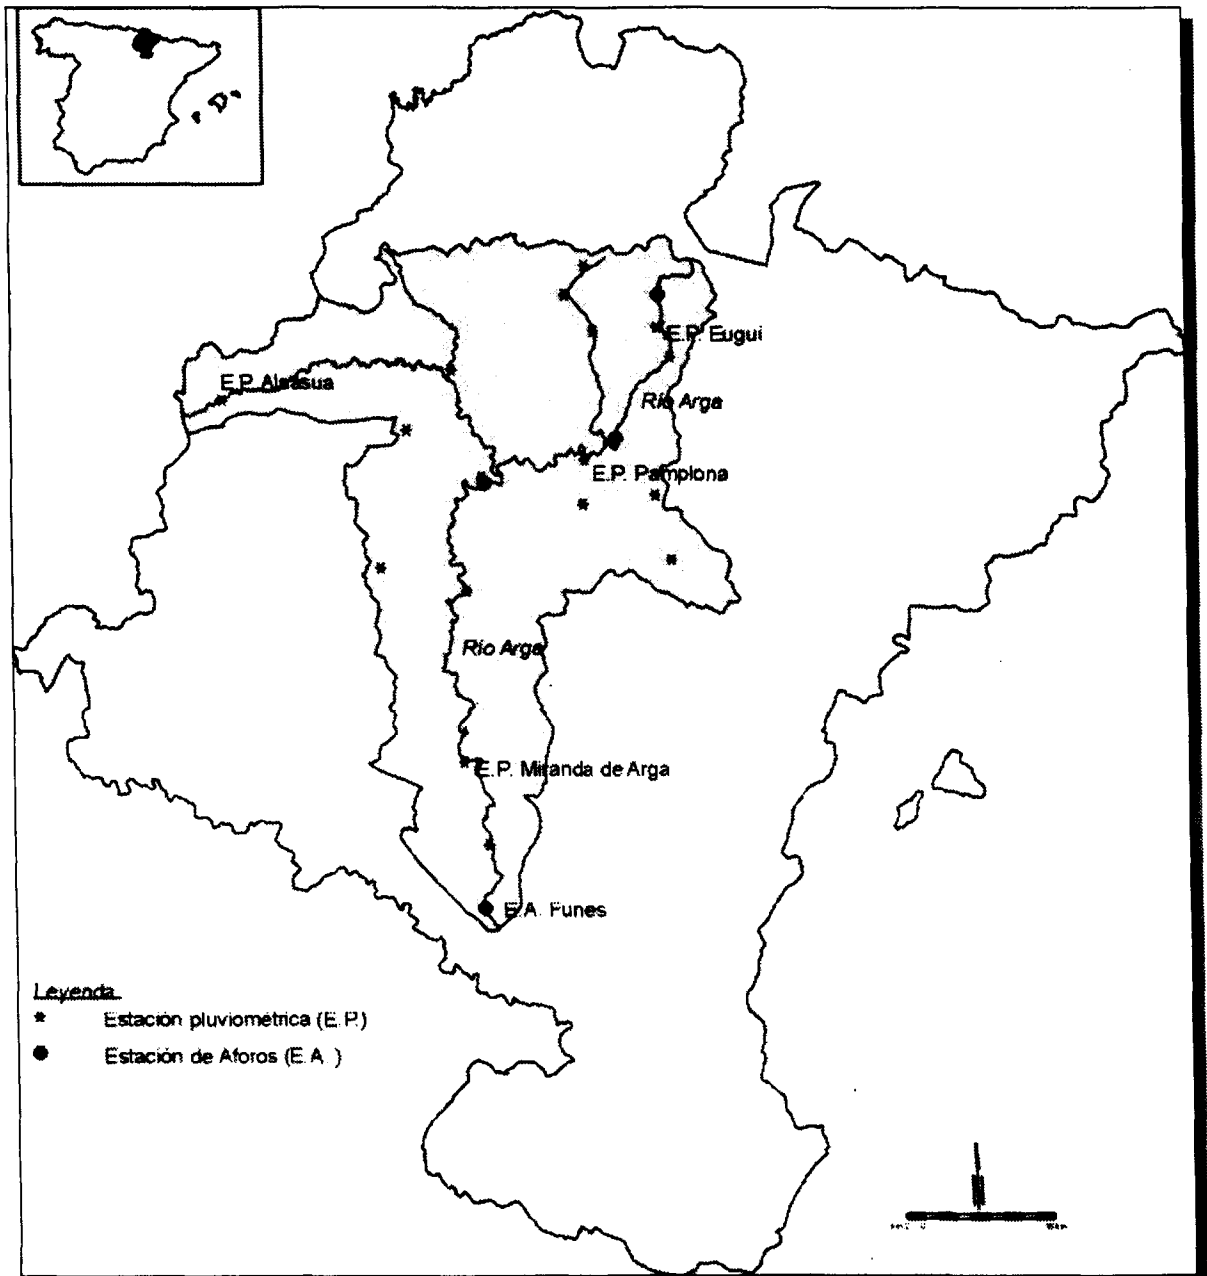 E.P. Eugui
E.P. Alsasua
Río Arga
E.P. Pamplona
Río Arga
E.P. Miranda de Arga
E.A. Funes
Leyenda
* Estación pluviométrica (E.P.)
● Estación de Aforos (E.A.)